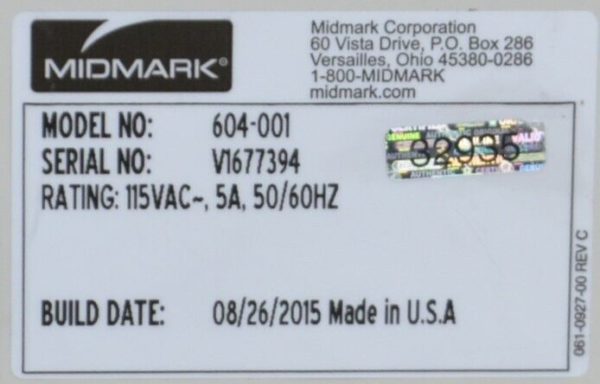 MIDMARK®
Midmark Corporation
60 Vista Drive, P.O. Box 286
Versailles, Ohio 45380-0286
1-800-MIDMARK
midmark.com
MODEL NO: 604-001
SERIAL NO: V1677394
RATING: 115VAC~, 5A, 50/60HZ
32995
BUILD DATE: 08/26/2015 Made in U.S.A
061-0927-00 REV C